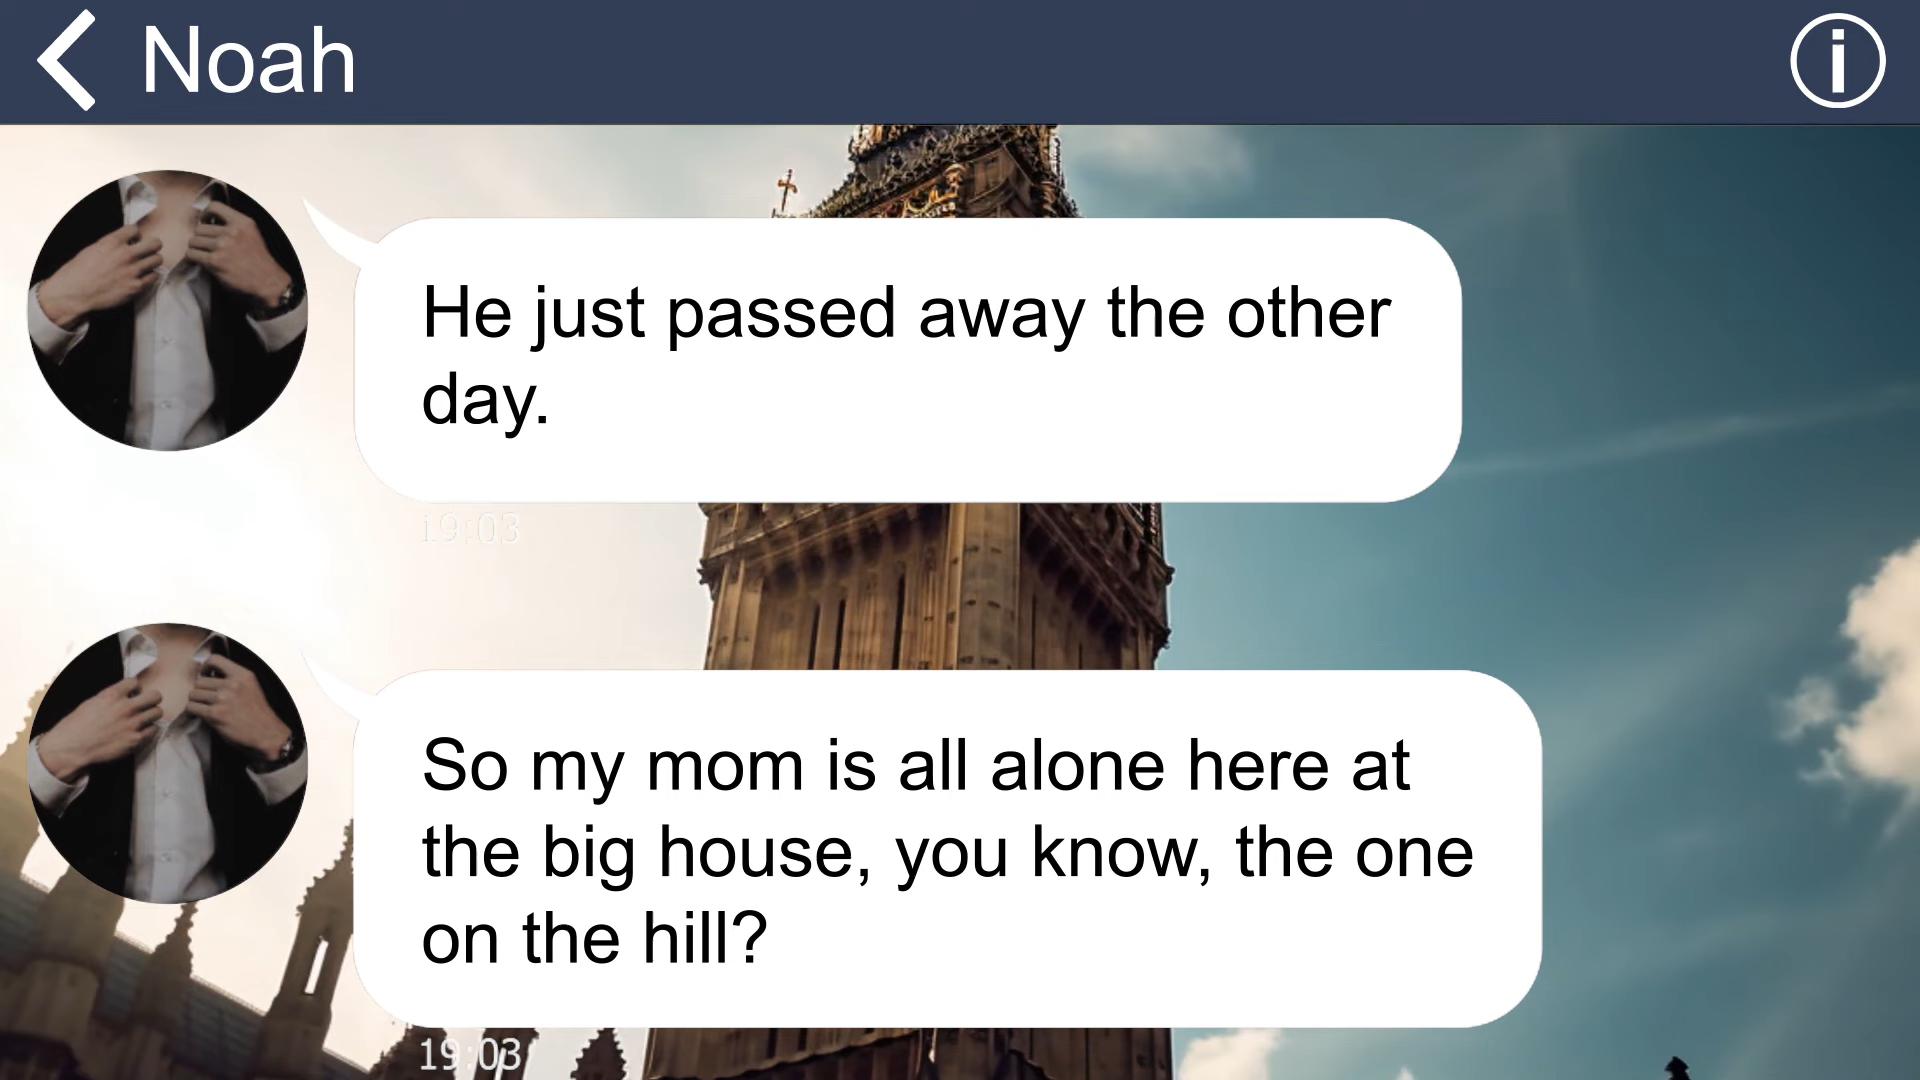 Noah
He just passed away the other
day.
19:03
So my mom is all alone here at
the big house, you know, the one
on the hill?
19:03